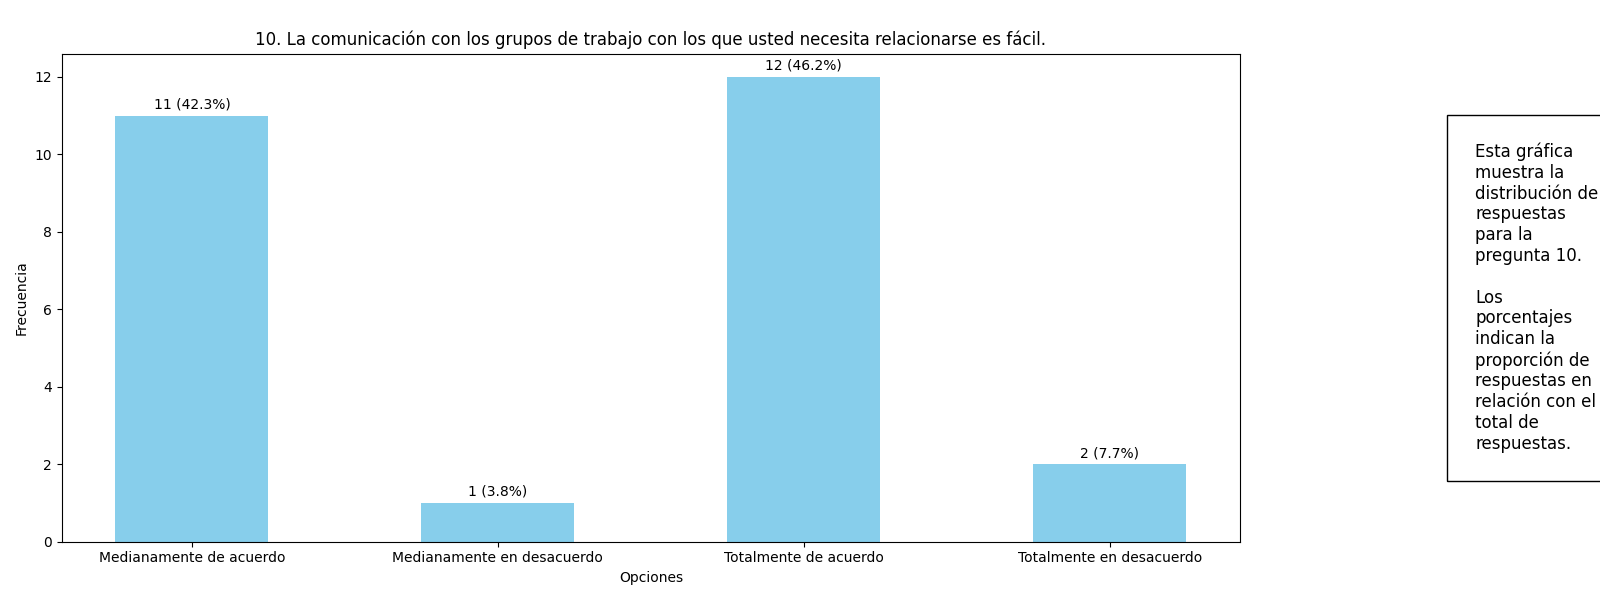 10. La comunicación con los grupos de trabajo con los que usted necesita relacionarse es fácil.
12 (46.2%)
11 (42.3%)
2 (7.7%)
1 (3.8%)
12
10
8
6
4
2
0
Frecuencia
Medianamente de acuerdo
Medianamente en desacuerdo
Totalmente de acuerdo
Totalmente en desacuerdo
Opciones
Esta gráfica
muestra la
distribución de
respuestas
para la
pregunta 10.
Los
porcentajes
indican la
proporción de
respuestas en
relación con el
total de
respuestas.